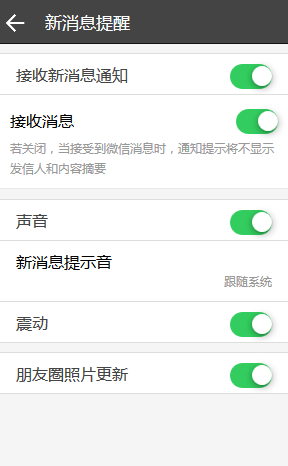 新消息提醒
接收新消息通知
接收消息
若关闭，当接受到微信消息时，通知提示将不显示
发信人和内容摘要
声音
新消息提示音
跟随系统
震动
朋友圈照片更新